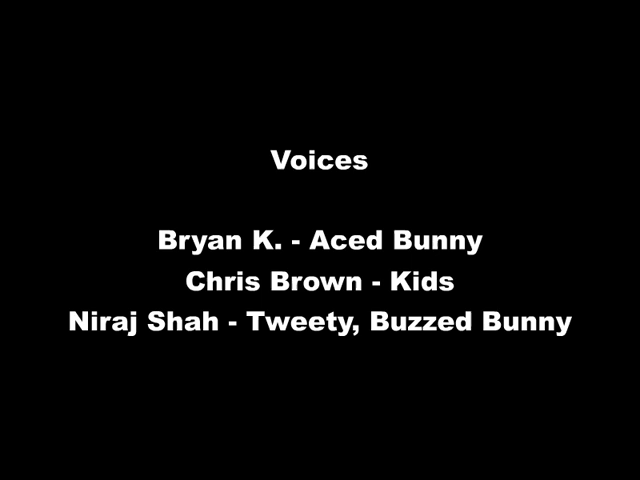 Voices
Bryan K. - Aced Bunny
Chris Brown - Kids
Niraj Shah - Tweety, Buzzed Bunny